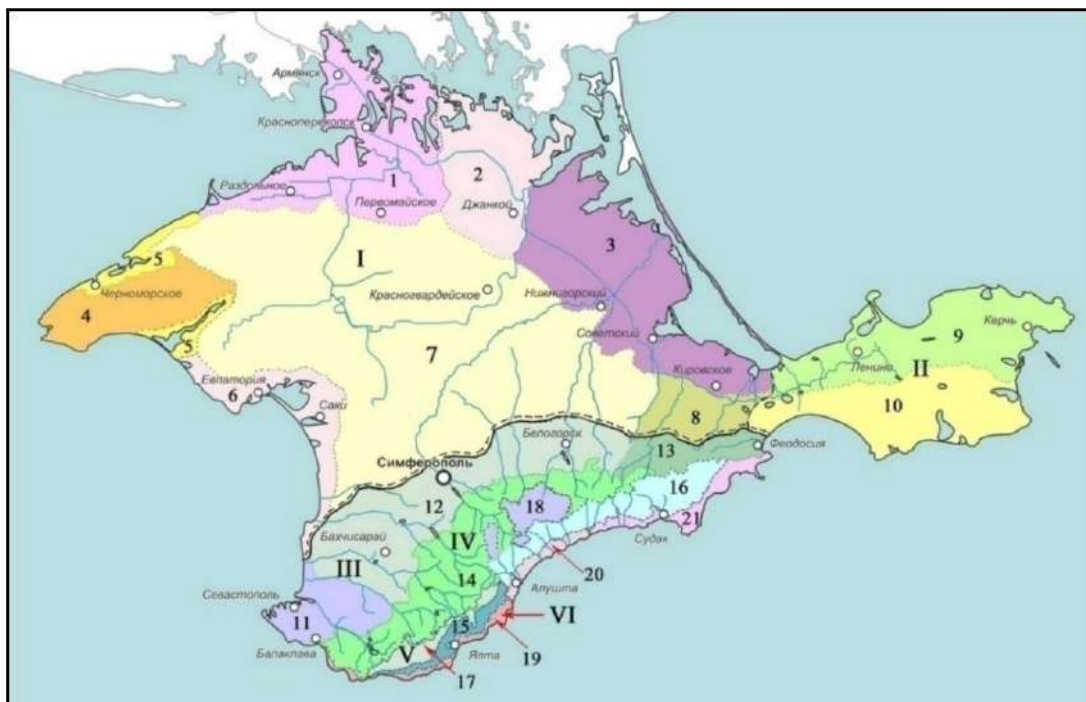 Армянск
Красноперекопск
Раздольное
1
2
Первомайское
Джанкой
3
I
5
Черноморское
4
Красногвардейское
Нижнегорский
Керчь
9
Советский
5
7
Ленино
II
Евпатория
6
Кировское
10
Саки
8
Белогорск
Феодосия
13
Симферополь
16
12
18
21
IV
Судак
Бахчисарай
III
20
14
Алушта
Севастополь
VI
11
15
Балаклава
V
Ялта
19
17